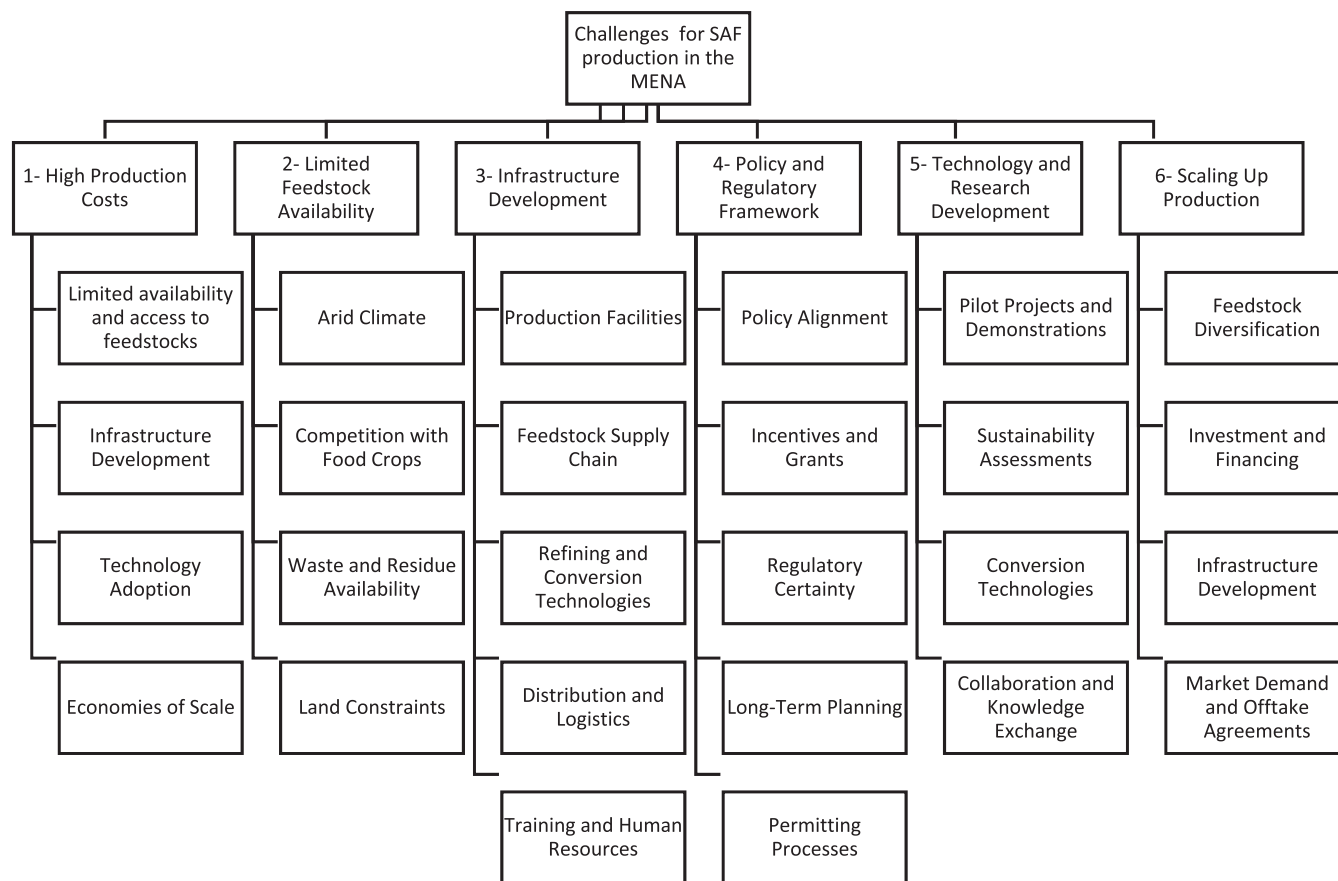 Challenges for SAF
production in the
MENA
1- High Production
Costs
Limited availability
and access to
feedstocks
Infrastructure
Development
Technology
Adoption
Economies of Scale
2- Limited
Feedstock
Availability
Arid Climate
Competition with
Food Crops
Waste and Residue
Availability
Land Constraints
3- Infrastructure
Development
Production Facilities
Feedstock Supply
Chain
Refining and
Conversion
Technologies
Distribution and
Logistics
Training and Human
Resources
4- Policy and
Regulatory
Framework
Policy Alignment
Incentives and
Grants
Regulatory
Certainty
Long-Term Planning
Permitting
Processes
5- Technology and
Research
Development
Pilot Projects and
Demonstrations
Sustainability
Assessments
Conversion
Technologies
Collaboration and
Knowledge
Exchange
6- Scaling Up
Production
Feedstock
Diversification
Investment and
Financing
Infrastructure
Development
Market Demand
and Offtake
Agreements